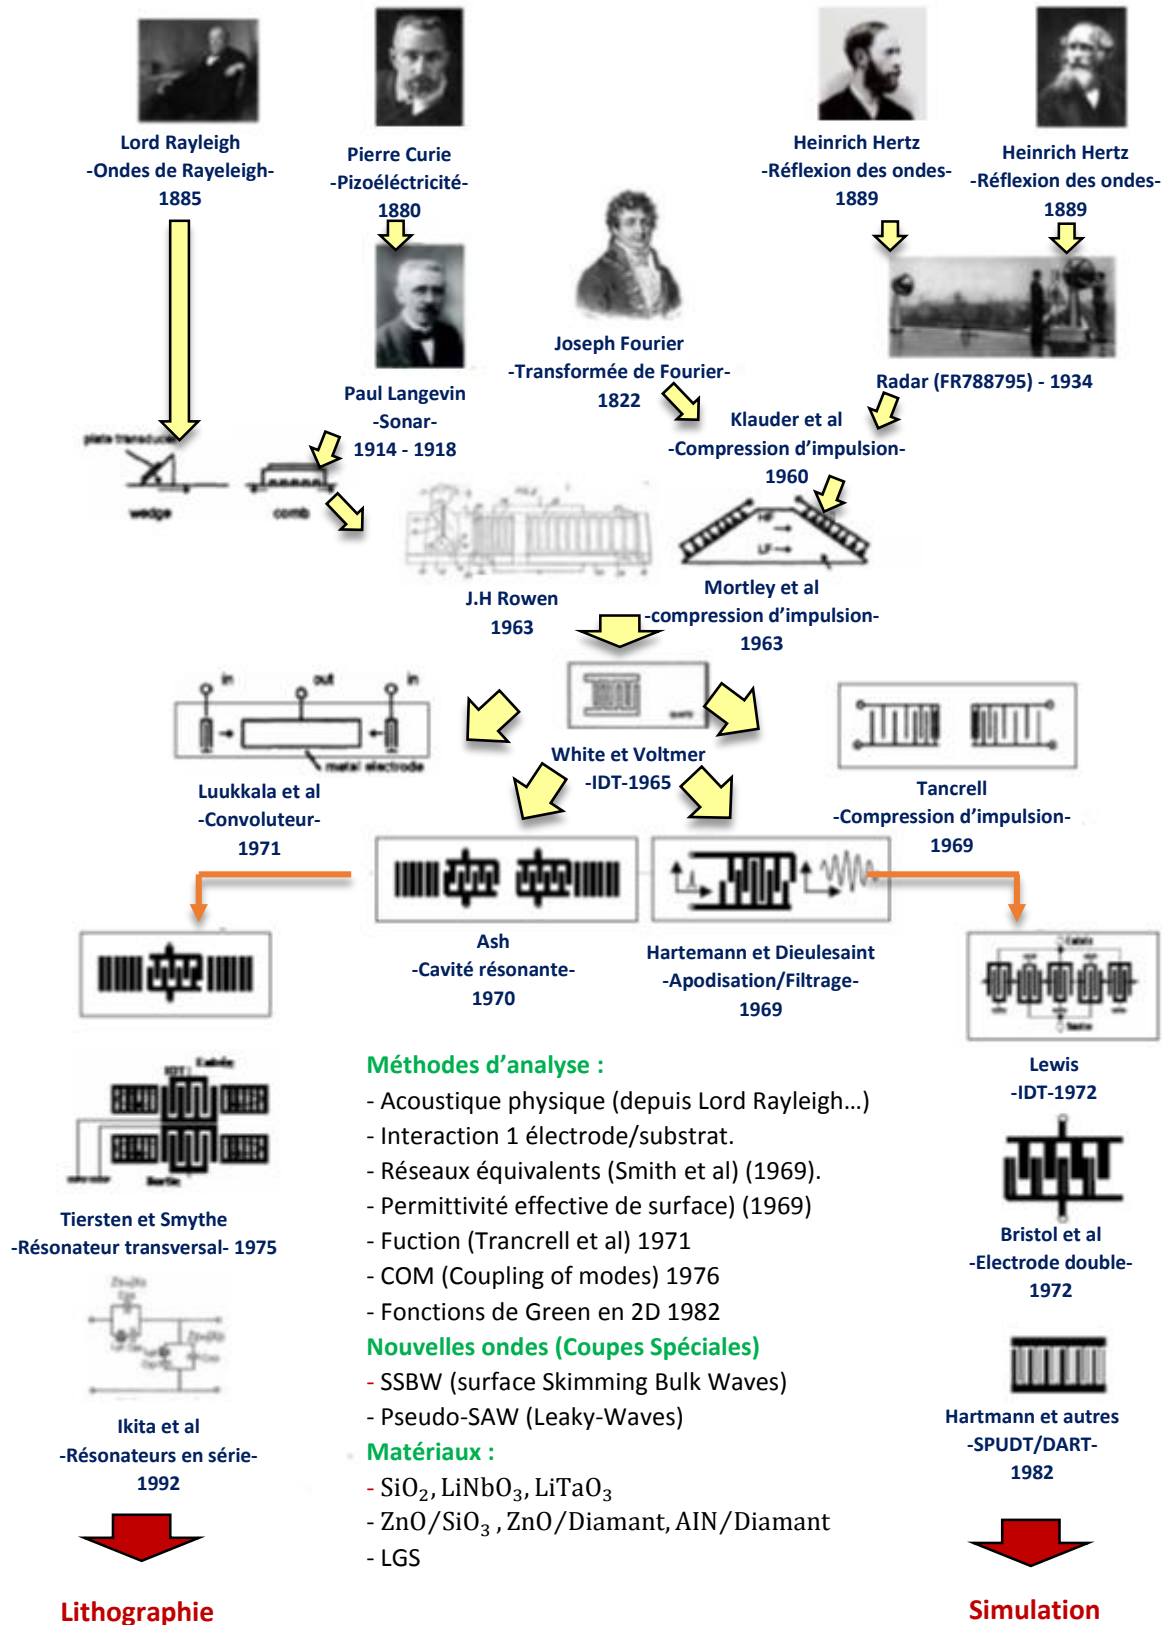 Lord Rayleigh
-Ondes de Rayeleigh-
1885
Pierre Curie
-Pizoéléctricité-
1880
Heinrich Hertz
-Réflexion des ondes-
1889
Heinrich Hertz
-Réflexion des ondes-
1889
Paul Langevin
-Sonar-
1914 - 1918
Joseph Fourier
-Transformée de Fourier-
1822
Radar (FR788795) - 1934
Klauder et al
-Compression d'impulsion-
1960
plate transducer
wedge
comb
HF
LF
J.H Rowen
1963
Mortley et al
-compression d'impulsion-
1963
in
out
in
metal electrode
Luukkala et al
-Convoluteur-
1971
White et Voltmer
-IDT-1965
Tancrell
-Compression d'impulsion-
1969
Ash
-Cavité résonante-
1970
Hartemann et Dieulesaint
-Apodisation/Filtrage-
1969
Lewis
-IDT-1972
IDT
Entrée
Sortie
Tiersten et Smythe
-Résonateur transversal- 1975
Bristol et al
-Electrode double-
1972
Ikita et al
-Résonateurs en série-
1992
Hartmann et autres
-SPUDT/DART-
1982
Méthodes d'analyse :
- Acoustique physique (depuis Lord Rayleigh…)
- Interaction 1 électrode/substrat.
- Réseaux équivalents (Smith et al) (1969).
- Permittivité effective de surface) (1969)
- Fuction (Trancrell et al) 1971
- COM (Coupling of modes) 1976
- Fonctions de Green en 2D 1982
Nouvelles ondes (Coupes Spéciales)
- SSBW (surface Skimming Bulk Waves)
- Pseudo-SAW (Leaky-Waves)
Matériaux :
- SiO₂, LiNbO₃, LiTaO₃
- ZnO/SiO₃ , ZnO/Diamant, AIN/Diamant
- LGS
Lithographie
Simulation